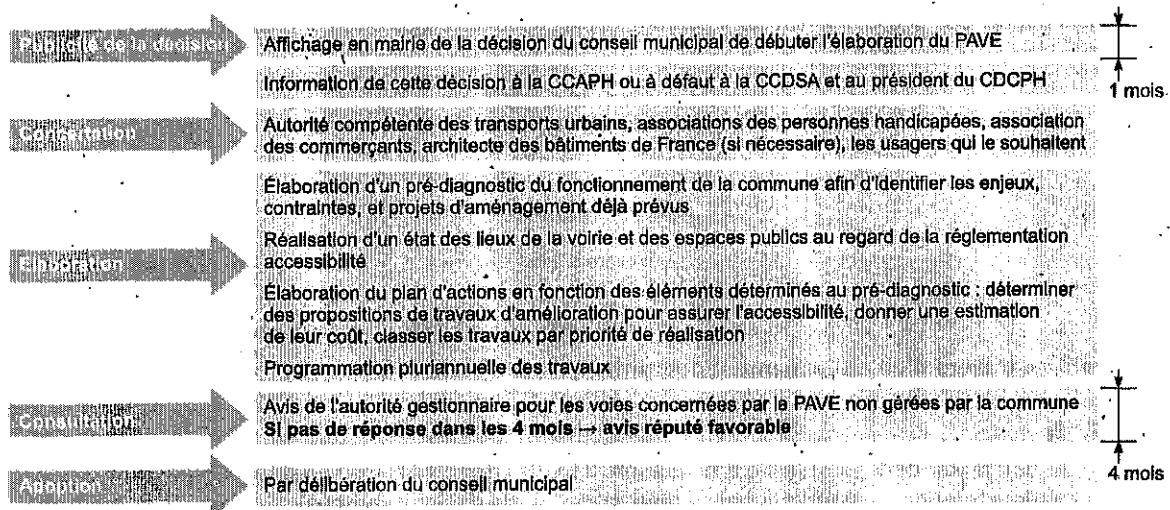 Publicité de la décision
Affichage en mairie de la décision du conseil municipal de débuter l'élaboration du PAVE
Information de cette décision à la CCAPH ou à défaut à la CCDSA et au président du CDCPH
1 mois
Concertation
Autorité compétente des transports urbains, associations des personnes handicapées, association
des commerçants, architecte des bâtiments de France (si nécessaire), les usagers qui le souhaitent
Élaboration d'un pré-diagnostic du fonctionnement de la commune afin d'identifier les enjeux,
contraintes, et projets d'aménagement déjà prévus
Élaboration
Réalisation d'un état des lieux de la voirie et des espaces publics au regard de la réglementation
accessibilité
Élaboration du plan d'actions en fonction des éléments déterminés au pré-diagnostic : déterminer
des propositions de travaux d'amélioration pour assurer l'accessibilité, donner une estimation
de leur coût, classer les travaux par priorité de réalisation
Programmation pluriannuelle des travaux
Consultation
Avis de l'autorité gestionnaire pour les voies concernées par le PAVE non gérées par la commune
Si pas de réponse dans les 4 mois → avis réputé favorable
4 mois
Adoption
Par délibération du conseil municipal